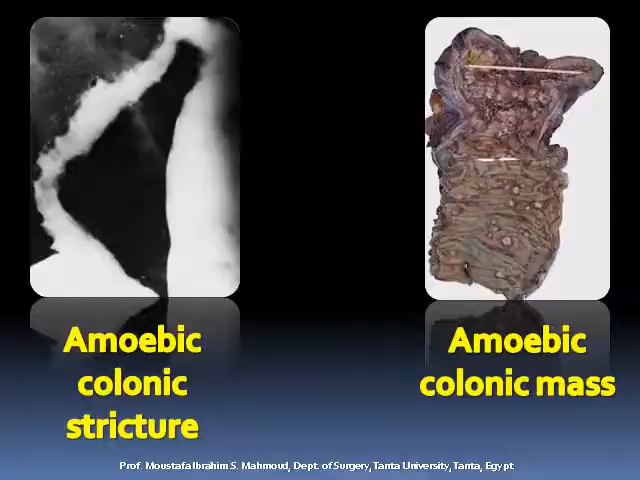 Amoebic
colonic
stricture
Amoebic
colonic mass
Prof. Moustafa Ibrahim S. Mahmoud, Dept. of Surgery, Tanta University, Tanta, Egypt